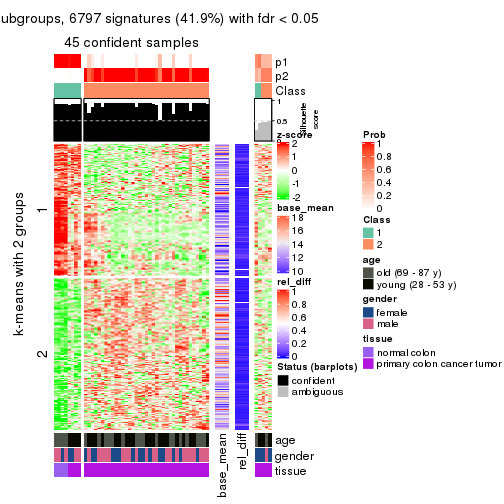 ubgroups, 6797 signatures (41.9%) with fdr < 0.05
45 confident samples
p1
p2
Class
1
0.5
0
Silhouette
score
k-means with 2 groups
1
2
z-score
2
1
0
-1
-2
base_mean
18
16
14
12
10
rel_diff
1
0.8
0.6
0.4
0.2
0
Status (barplots)
confident
ambiguous
Prob
1
0.8
0.6
0.4
0.2
0
Class
1
2
age
old (69 - 87 y)
young (28 - 53 y)
gender
female
male
tissue
normal colon
primary colon cancer tumor
age
gender
tissue
base_mean
rel_diff